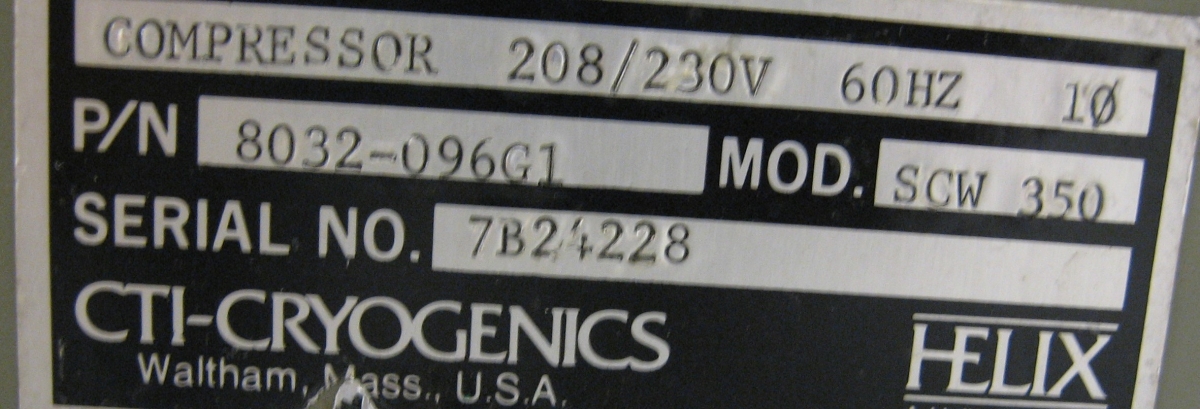 COMPRESSOR 208/230V 60HZ 1Ø
P/N 8032-096G1 MOD. SCW 350
SERIAL NO. 7B24228
CTI-CRYOGENICS
Waltham, Mass., U.S.A.
HELIX